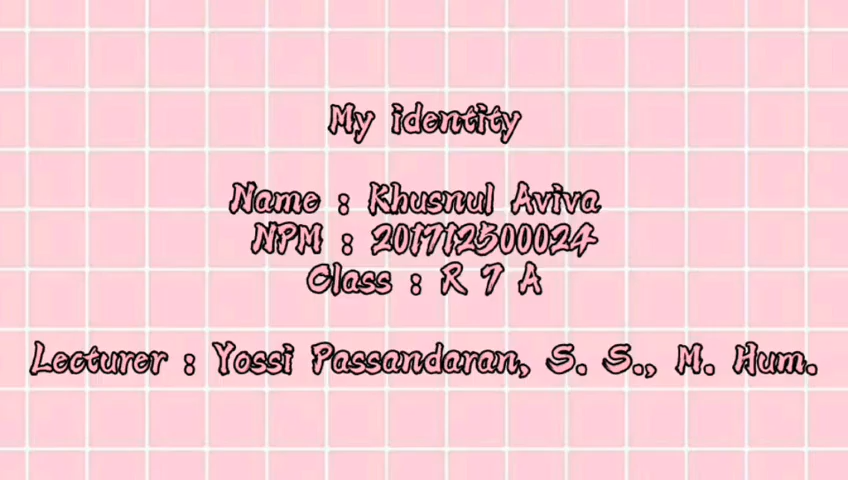 My identity
Name : Khusnul Aviva
NPM : 201712500024
Class : R 7 A
Lecturer : Yossi Passandaran, S. S., M. Hum.